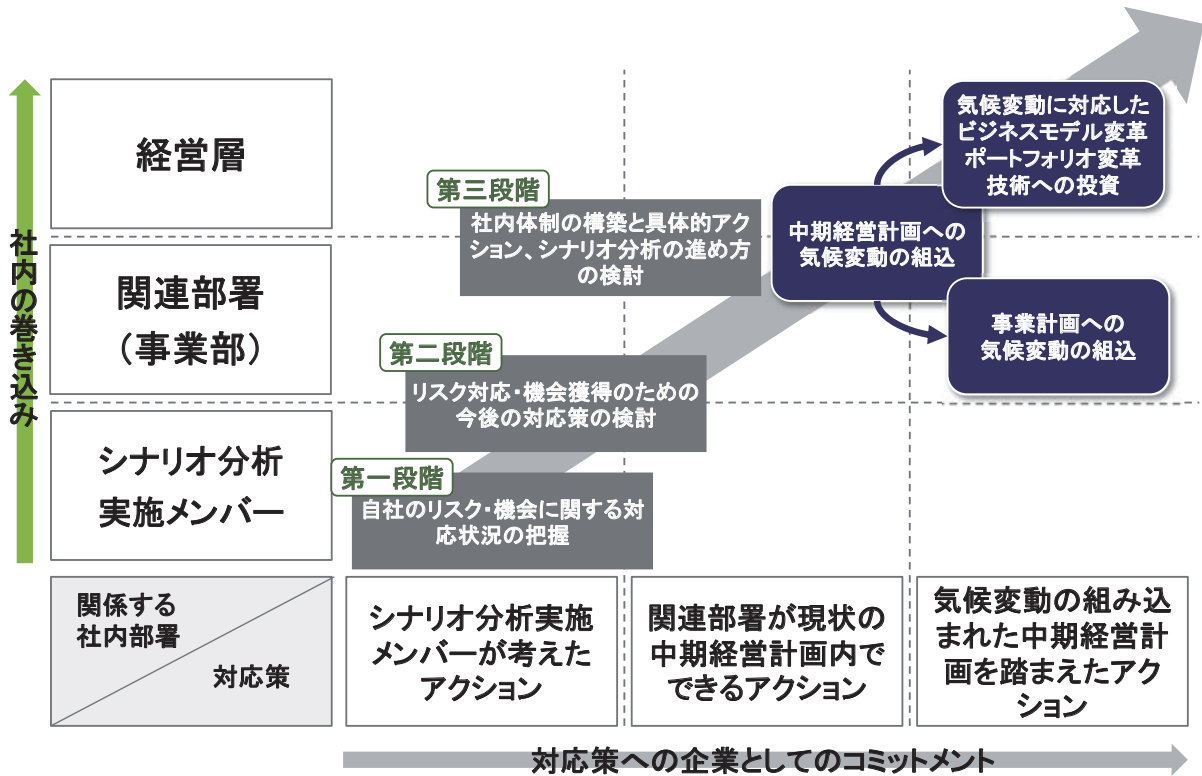 社内の巻き込み
経営層
関連部署
（事業部）
シナリオ分析
実施メンバー
関係する
社内部署
対応策
第三段階
社内体制の構築と具体的アク
ション、シナリオ分析の進め方
の検討
第二段階
リスク対応・機会獲得のための
今後の対応策の検討
第一段階
自社のリスク・機会に関する対
応状況の把握
中期経営計画への
気候変動の組込
気候変動に対応した
ビジネスモデル変革
ポートフォリオ変革
技術への投資
事業計画への
気候変動の組込
シナリオ分析実施
メンバーが考えた
アクション
関連部署が現状の
中期経営計画内で
できるアクション
気候変動の組み込
まれた中期経営計
画を踏まえたアク
ション
対応策への企業としてのコミットメント